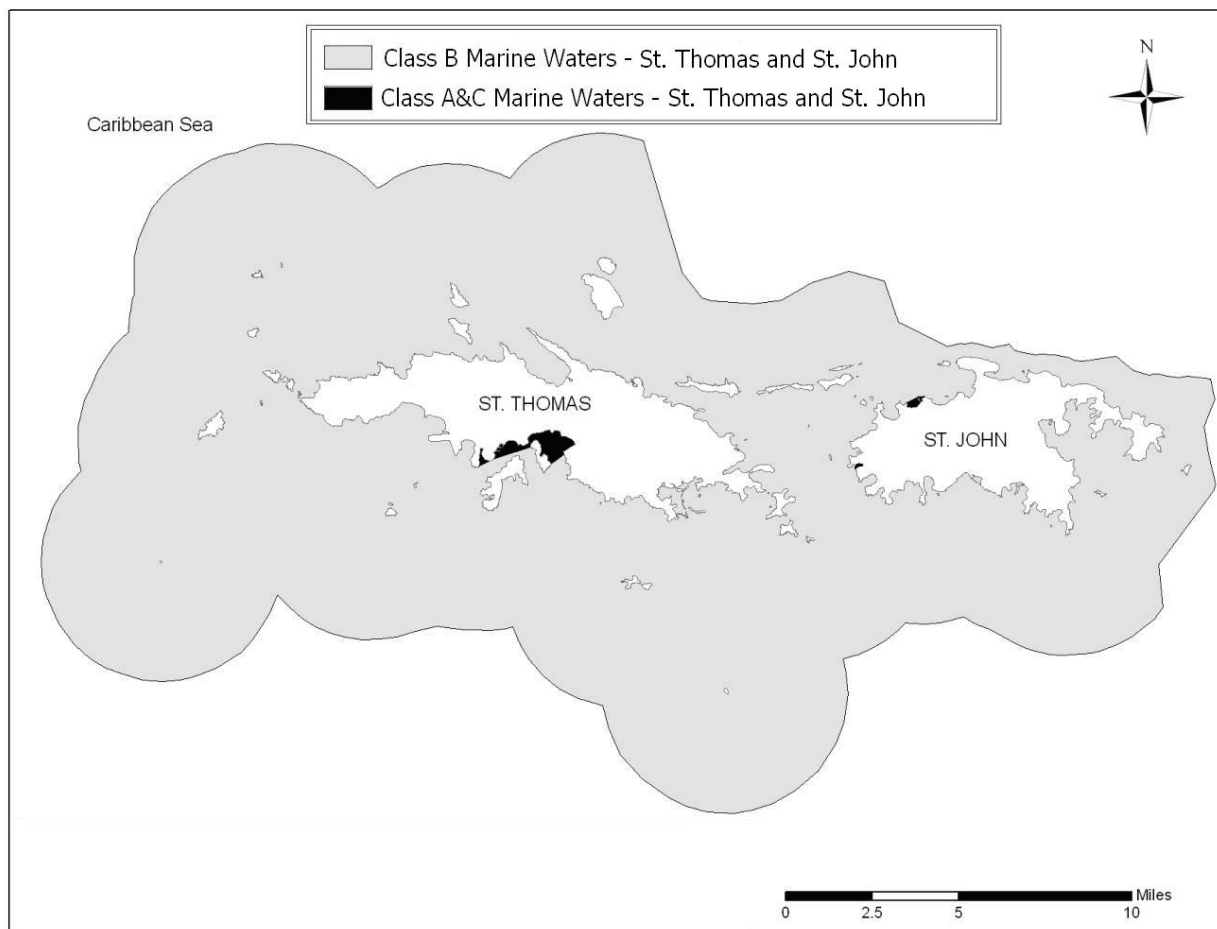 Class B Marine Waters - St. Thomas and St. John
Class A&C Marine Waters - St. Thomas and St. John
N
Caribbean Sea
ST. THOMAS
ST. JOHN
Miles
0 2.5 5 10